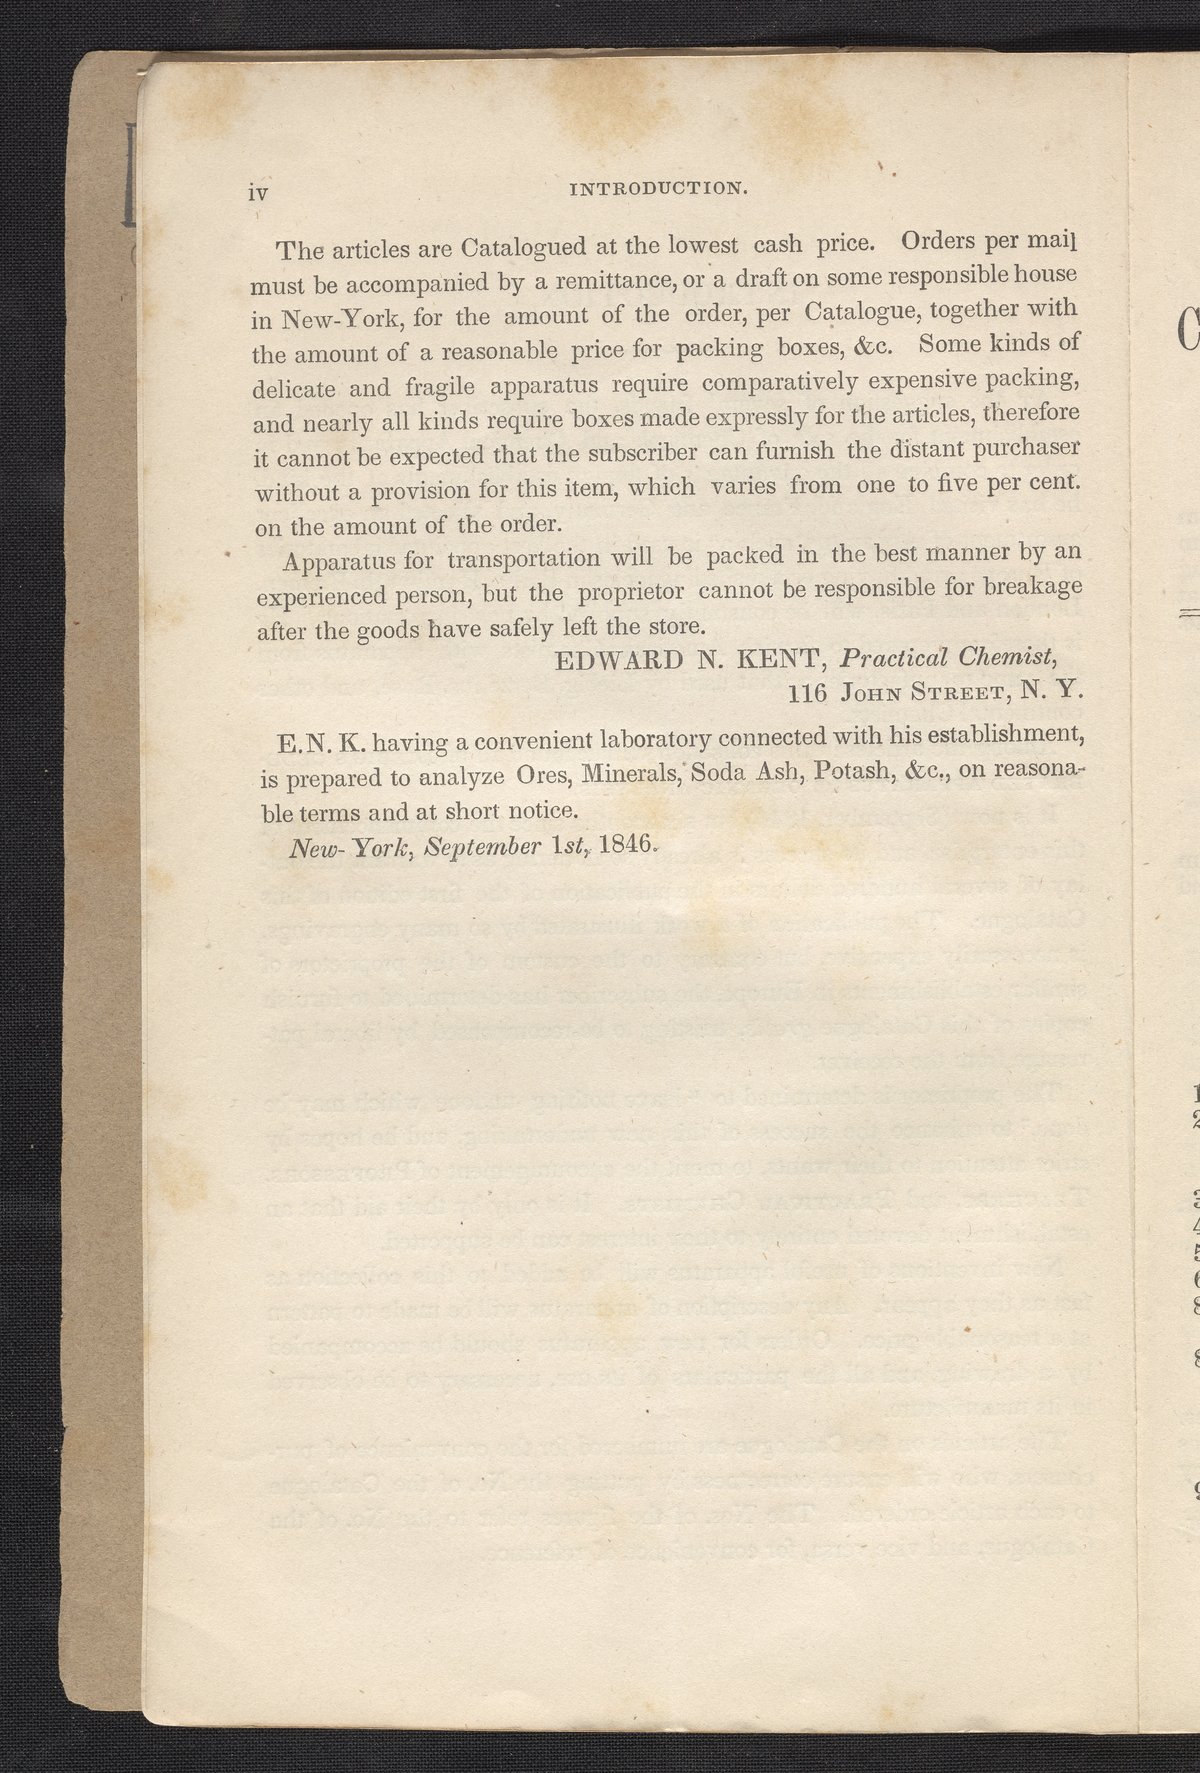 iv
INTRODUCTION.
The articles are Catalogued at the lowest cash price. Orders per mail
must be accompanied by a remittance, or a draft on some responsible house
in New-York, for the amount of the order, per Catalogue, together with
the amount of a reasonable price for packing boxes, &c. Some kinds of
delicate and fragile apparatus require comparatively expensive packing,
and nearly all kinds require boxes made expressly for the articles, therefore
it cannot be expected that the subscriber can furnish the distant purchaser
without a provision for this item, which varies from one to five per cent.
on the amount of the order.
Apparatus for transportation will be packed in the best manner by an
experienced person, but the proprietor cannot be responsible for breakage
after the goods have safely left the store.
EDWARD N. KENT, Practical Chemist,
116 JOHN STREET, N. Y.
E. N. K. having a convenient laboratory connected with his establishment,
is prepared to analyze Ores, Minerals, Soda Ash, Potash, &c., on reasona-
ble terms and at short notice.
New-York, September 1st, 1846.